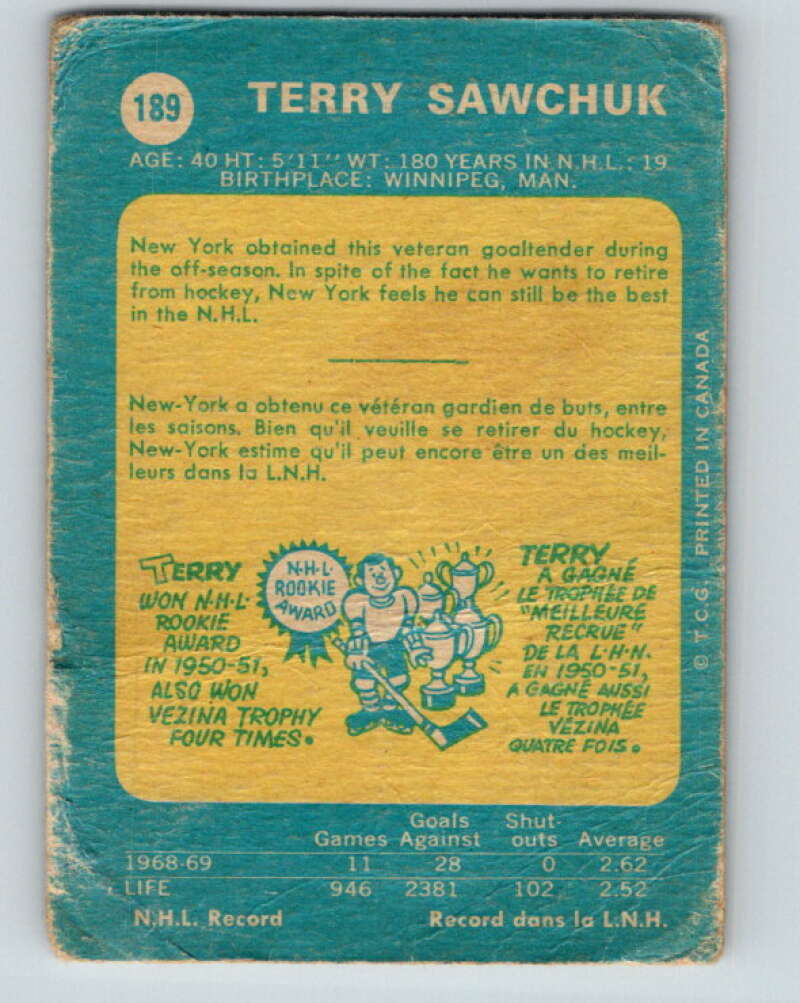 189
TERRY SAWCHUK
AGE: 40 HT: 5'11" WT: 180 YEARS IN N.H.L.: 19
BIRTHPLACE: WINNIPEG, MAN.
New York obtained this veteran goaltender during
the off-season. In spite of the fact he wants to retire
from hockey, New York feels he can still be the best
in the N.H.L.
New-York a obtenu ce vétéran gardien de buts, entre
les saisons. Bien qu'il veuille se retirer du hockey,
New-York estime qu'il peut encore être un des meil-
leurs dans la L.N.H.
TERRY
WON N·H·L·
ROOKIE
AWARD
IN 1950-51,
ALSO WON
VEZINA TROPHY
FOUR TIMES.
N·H·L·
ROOKIE
AWARD
TERRY
A GAGNÉ
LE TROPHÉE DE
"MEILLEURE
RECRUE"
DE LA L·H·N.
EN 1950-51,
A GAGNÉ AUSSI
LE TROPHÉE
VÉZINA
QUATRE FOIS.
© T.C.G. PRINTED IN CANADA
Games Goals Against Shut-outs Average
1968-69 11 28 0 2.62
LIFE 946 2381 102 2.52
N.H.L. Record Record dans la L.N.H.